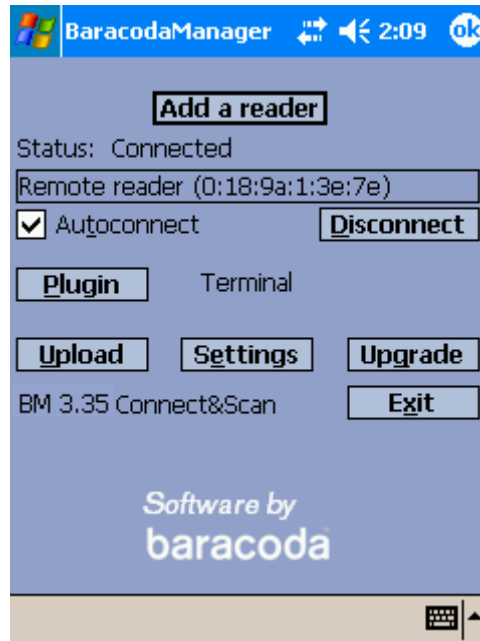 BaracodaManager 2:09 ok
Add a reader
Status: Connected
Remote reader (0:18:9a:1:3e:7e)
Autoconnect Disconnect
Plugin Terminal
Upload Settings Upgrade
BM 3.35 Connect&Scan Exit
Software by
baracoda